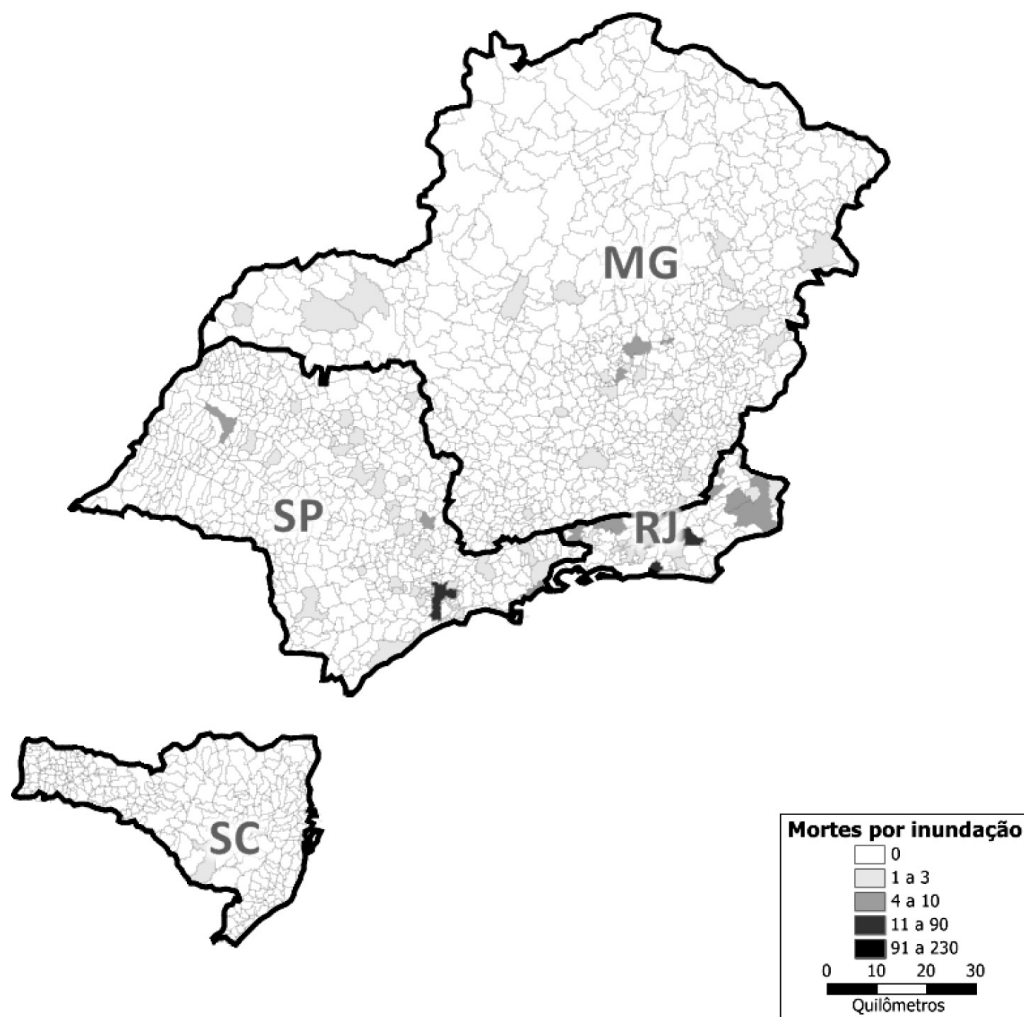 MG
SP
RJ
SC
Mortes por inundação
0
1 a 3
4 a 10
11 a 90
91 a 230
0 10 20 30
Quilômetros